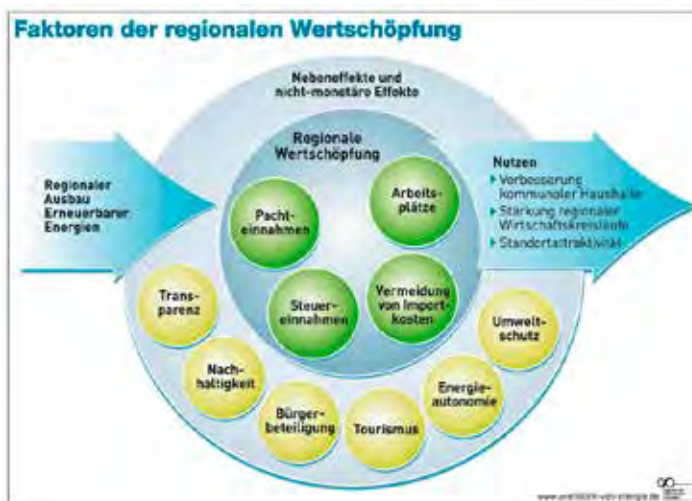 Faktoren der regionalen Wertschöpfung
Nebeneffekte und
nicht-monetäre Effekte
Regionaler
Ausbau
Erneuerbarer
Energien
Regionale
Wertschöpfung
Pacht-
einnahmen
Arbeits-
plätze
Steuer-
einnahmen
Vermeidung
von Import-
kosten
Nutzen
Verbesserung
kommunaler Haushalte
Stärkung regionaler
Wirtschaftskreisläufe
Standortattraktivität
Trans-
parenz
Nach-
haltigkeit
Bürger-
beteiligung
Tourismus
Energie-
autonomie
Umwelt-
schutz